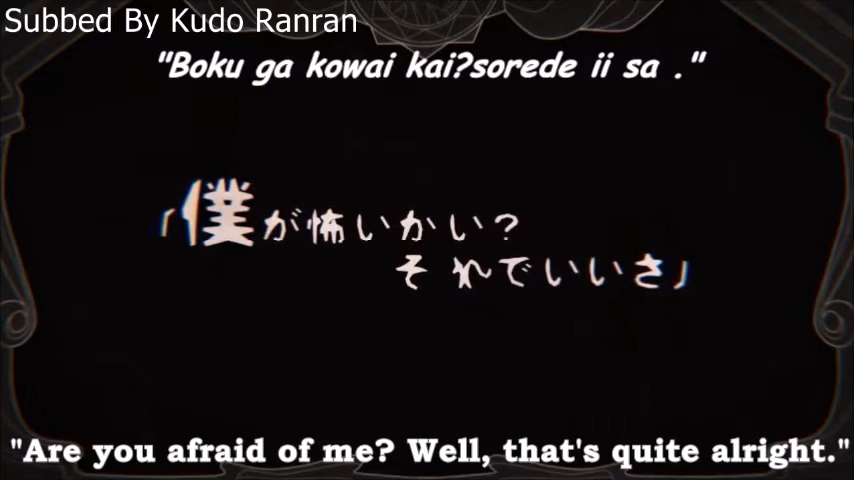 Subbed By Kudo Ranran
"Boku ga kowai kai?sorede ii sa ."
「僕が怖いかい？
それでいいさ」
"Are you afraid of me? Well, that's quite alright."